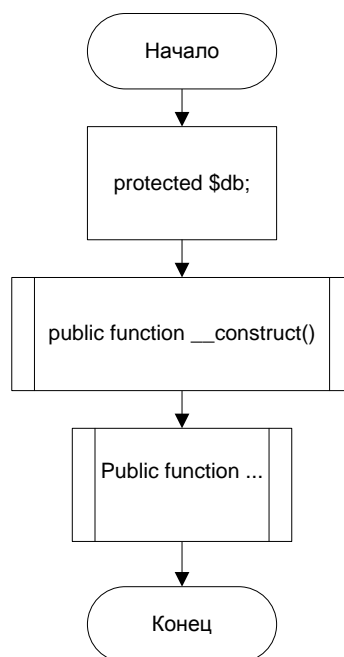 Начало
protected $db;
public function __construct()
Public function ...
Конец